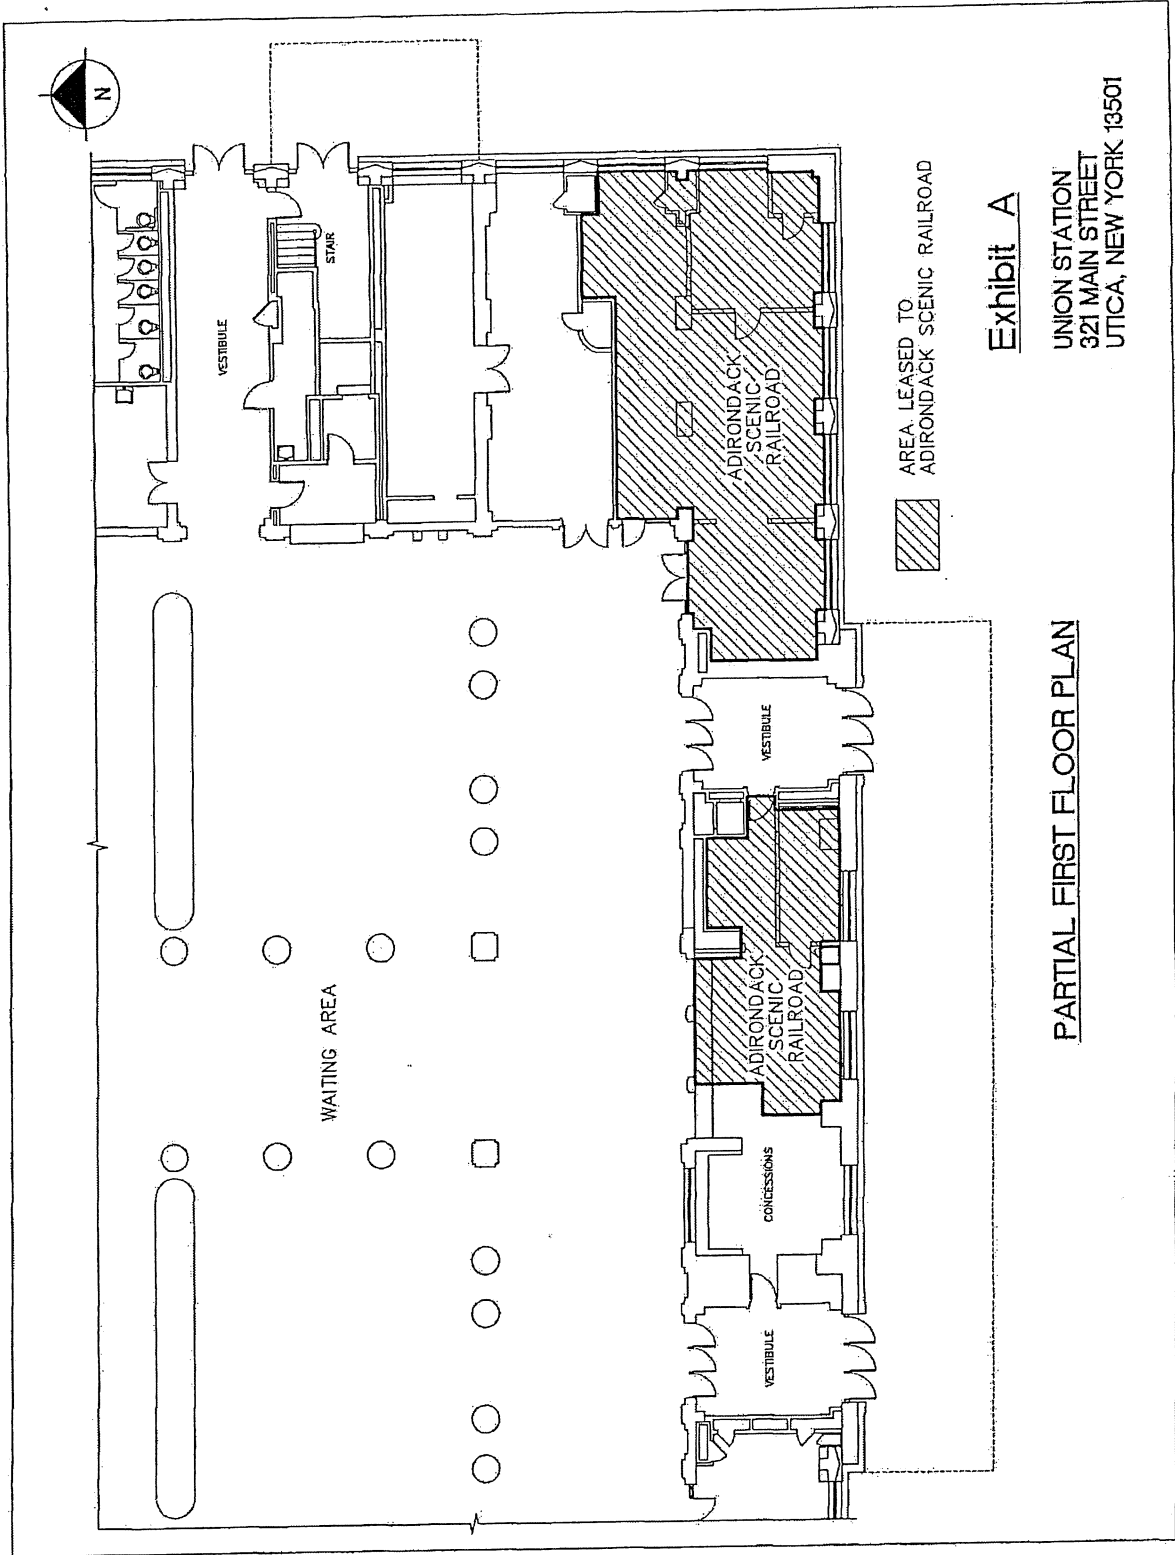 N
VESTIBULE
STAIR
WAITING AREA
ADIRONDACK
SCENIC
RAILROAD
VESTIBULE
ADIRONDACK
SCENIC
RAILROAD
CONCESSIONS
VESTIBULE
AREA LEASED TO
ADIRONDACK SCENIC RAILROAD
Exhibit A
UNION STATION
321 MAIN STREET
UTICA, NEW YORK 13501
PARTIAL FIRST FLOOR PLAN